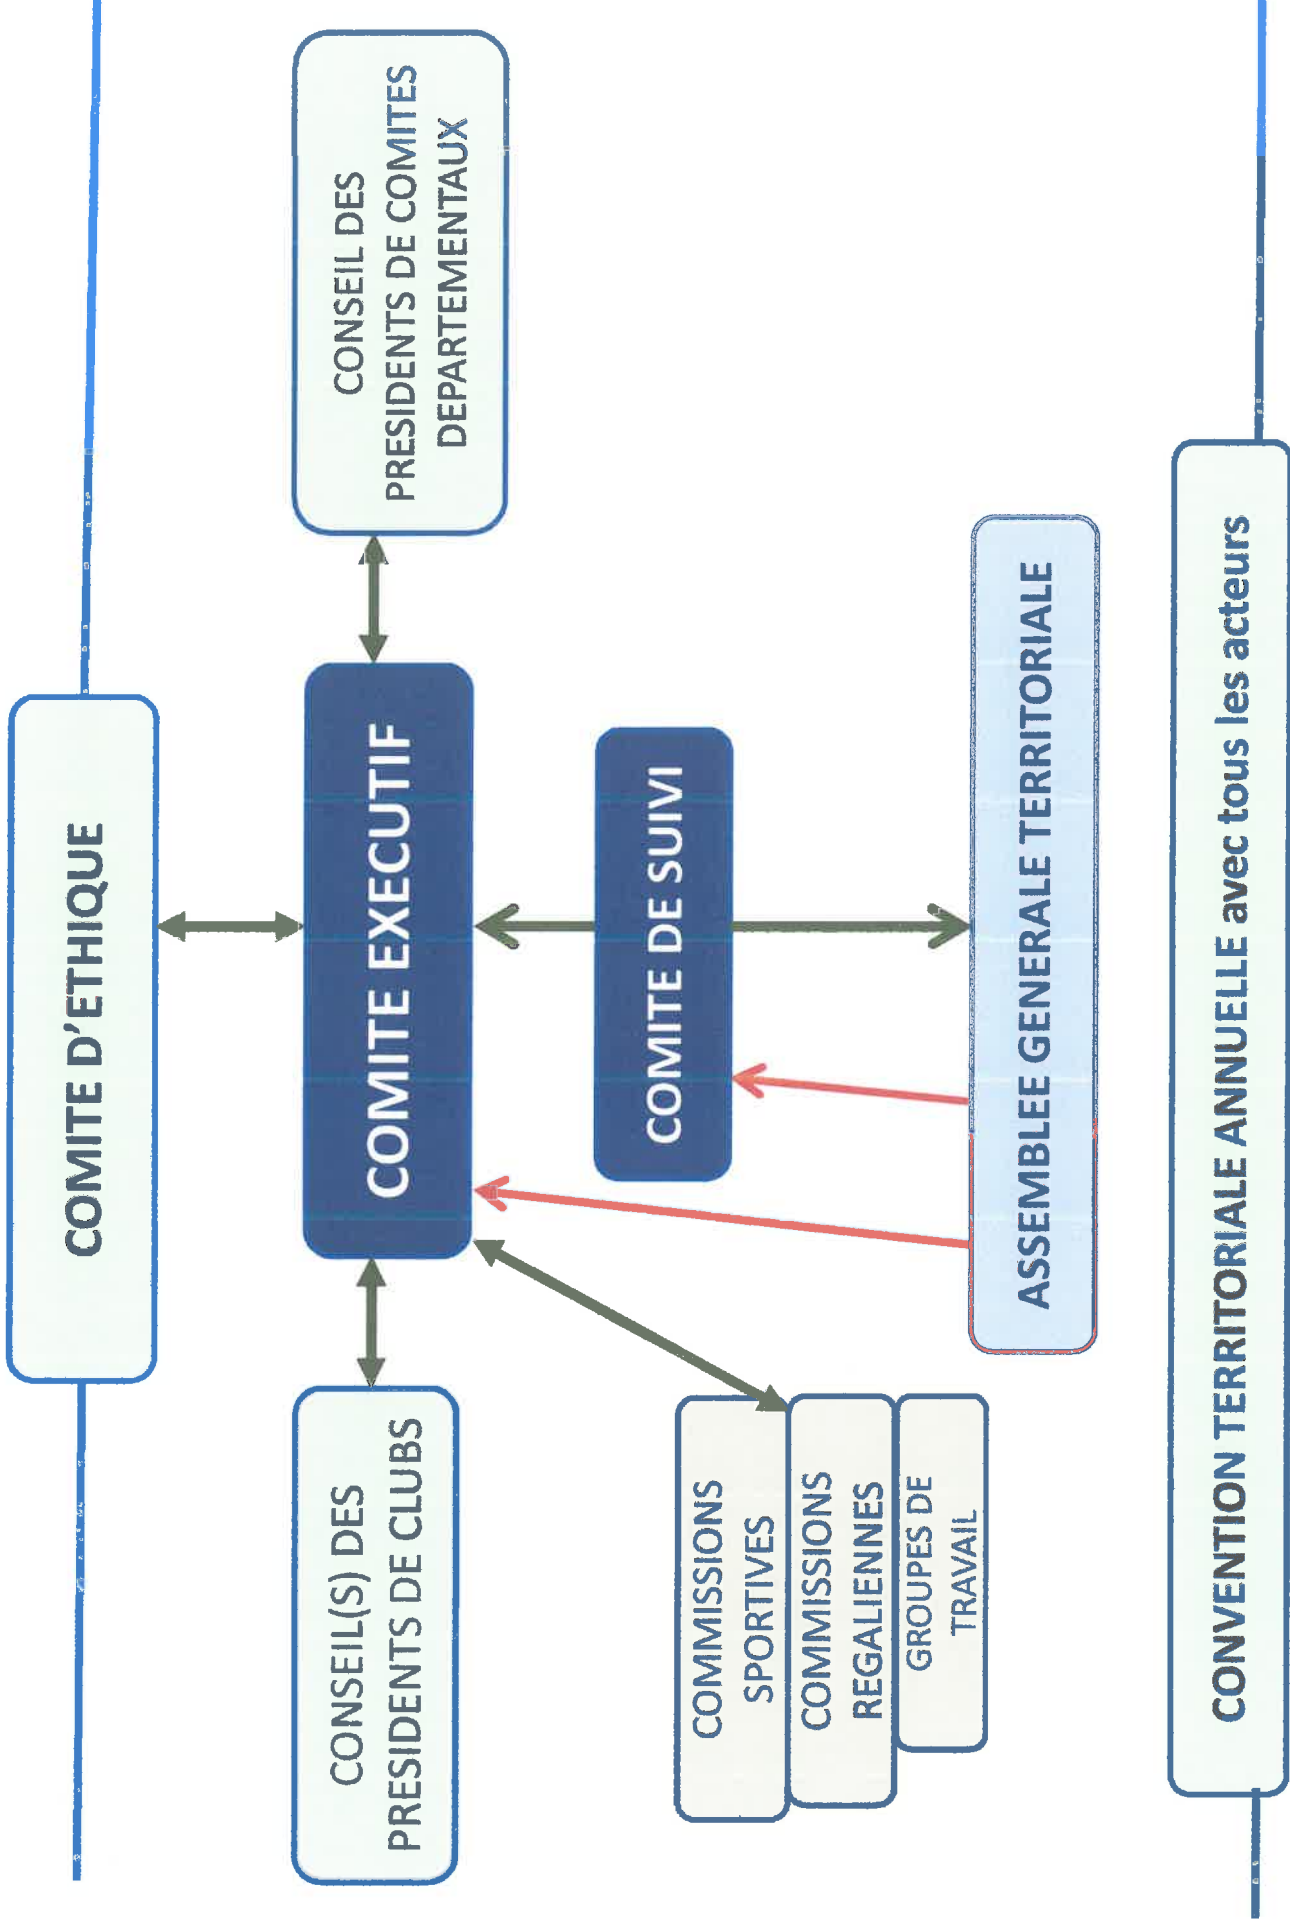 COMITE D'ETHIQUE
CONSEIL(S) DES
PRESIDENTS DE CLUBS
COMITE EXECUTIF
CONSEIL DES
PRESIDENTS DE COMITES
DEPARTEMENTAUX
COMITE DE SUIVI
COMMISSIONS
SPORTIVES
COMMISSIONS
REGALIENNES
GROUPES DE
TRAVAIL
ASSEMBLEE GENERALE TERRITORIALE
CONVENTION TERRITORIALE ANNUELLE avec tous les acteurs